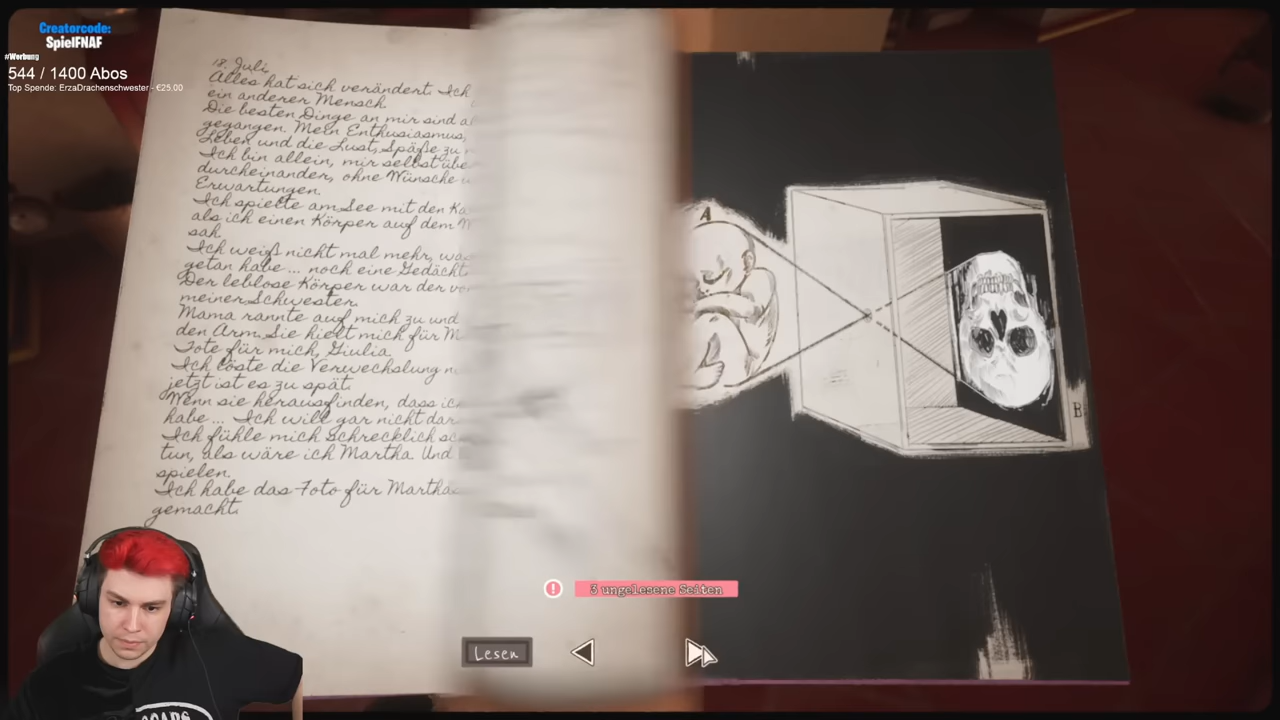 Creatorcode:
SpielFNAF
#Werbung
544 / 1400 Abos
Top Spende: ErzaDrachenschwester - €25.00
18. Juli
Alles hat sich verändert. Ich
ein anderer Mensch.
Die besten Dinge an mir sind
gegangen. Mein Enthusiasmus,
Leben und die Lust, Späße zu
Ich bin allein, mir selbst
durcheinander, ohne Wünsche
Erwartungen.
Ich spielte am See mit den
als ich einen Körper auf dem
sah.
Ich weiß nicht mal mehr,
getan habe ... noch eine
Der leblose Körper war der
meiner Schwester.
Mama rannte auf mich zu und
den Arm. Sie hielt mich für
Tote für mich, Giulia.
Ich löste die Verwechslung
jetzt ist es zu spät.
Wenn sie herausfinden, dass
habe ... Ich will gar nicht
Ich fühle mich schrecklich
tun, als wäre ich Martha. Und
spielen.
Ich habe das Foto für Marthas
gemacht.
A
B
3 ungelesene Seiten
Lesen